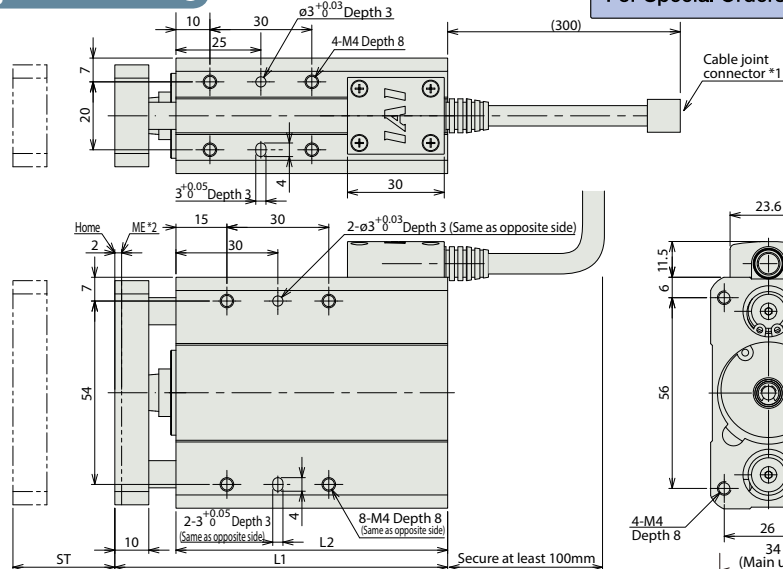 For Special Orders
10
30
ø3 +0.03 0 Depth 3
(300)
25
4-M4 Depth 8
Cable joint
connector *1
7
20
IAI
3 +0.05 0 Depth 3
4
30
Home
ME *2
15
30
2-ø3 +0.03 0 Depth 3 (Same as opposite side)
23.6
2
30
11.5
7
6
54
56
2-3 +0.05 0 Depth 3
(Same as opposite side)
4
8-M4 Depth 8
(Same as opposite side)
4-M4
Depth 8
10
L2
26
ST
L1
Secure at least 100mm
34
(Main